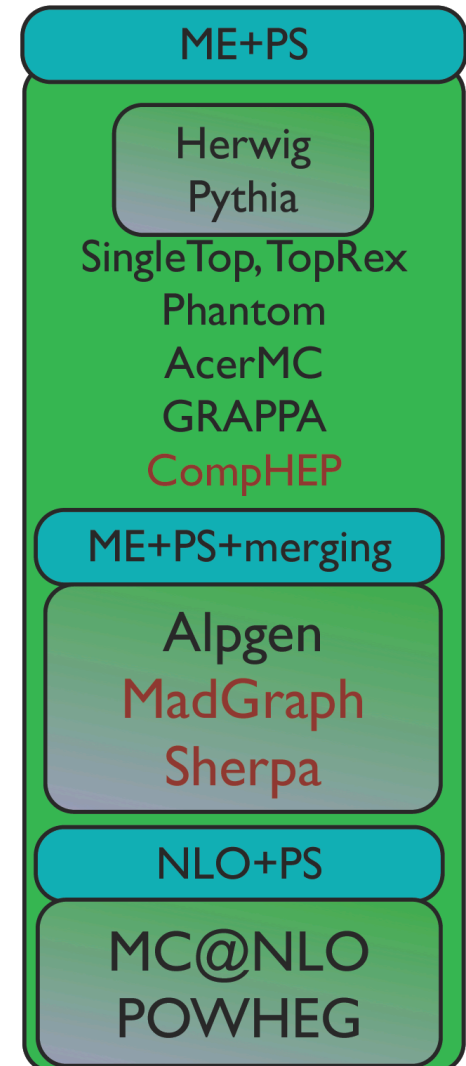 ME+PS
Herwig
Pythia
SingleTop, TopRex
Phantom
AcerMC
GRAPPA
CompHEP
ME+PS+merging
Alpgen
MadGraph
Sherpa
NLO+PS
MC@NLO
POWHEG